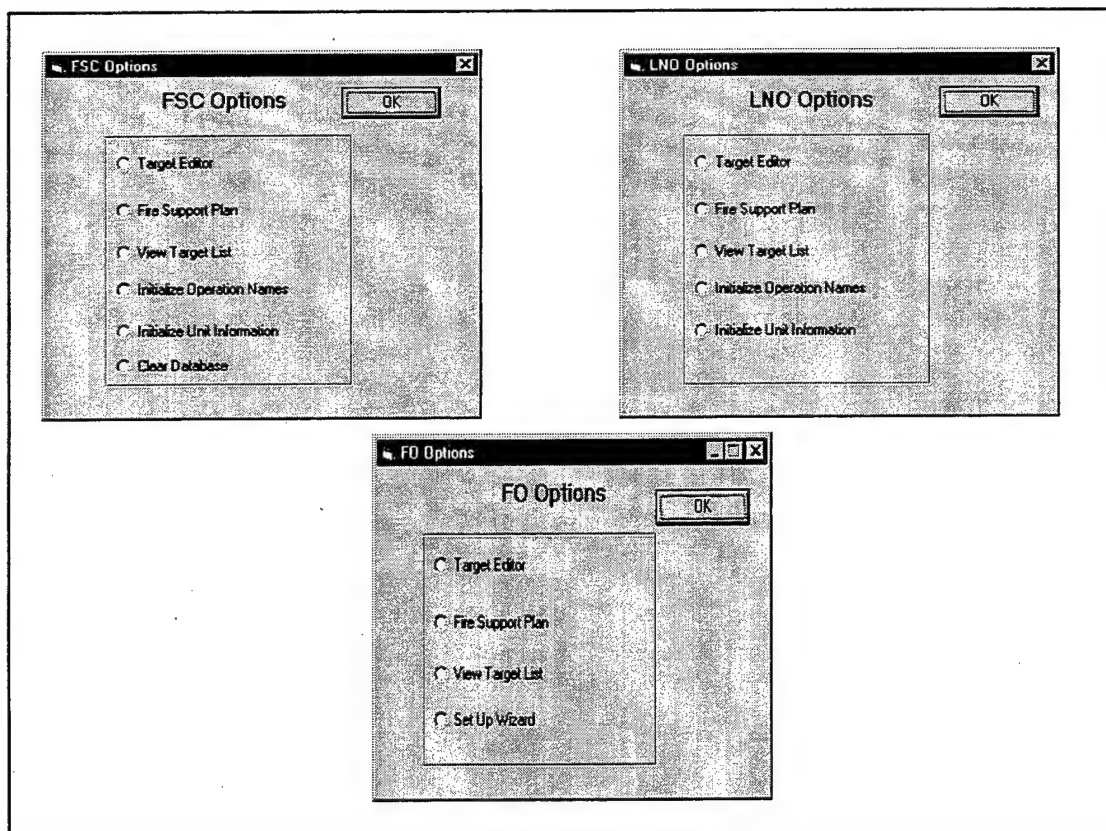 FSC Options
FSC Options
OK
Target Editor
Fire Support Plan
View Target List
Initialize Operation Names
Initialize Unit Information
Clear Database
LNO Options
LNO Options
OK
Target Editor
Fire Support Plan
View Target List
Initialize Operation Names
Initialize Unit Information
FO Options
FO Options
OK
Target Editor
Fire Support Plan
View Target List
Set Up Wizard